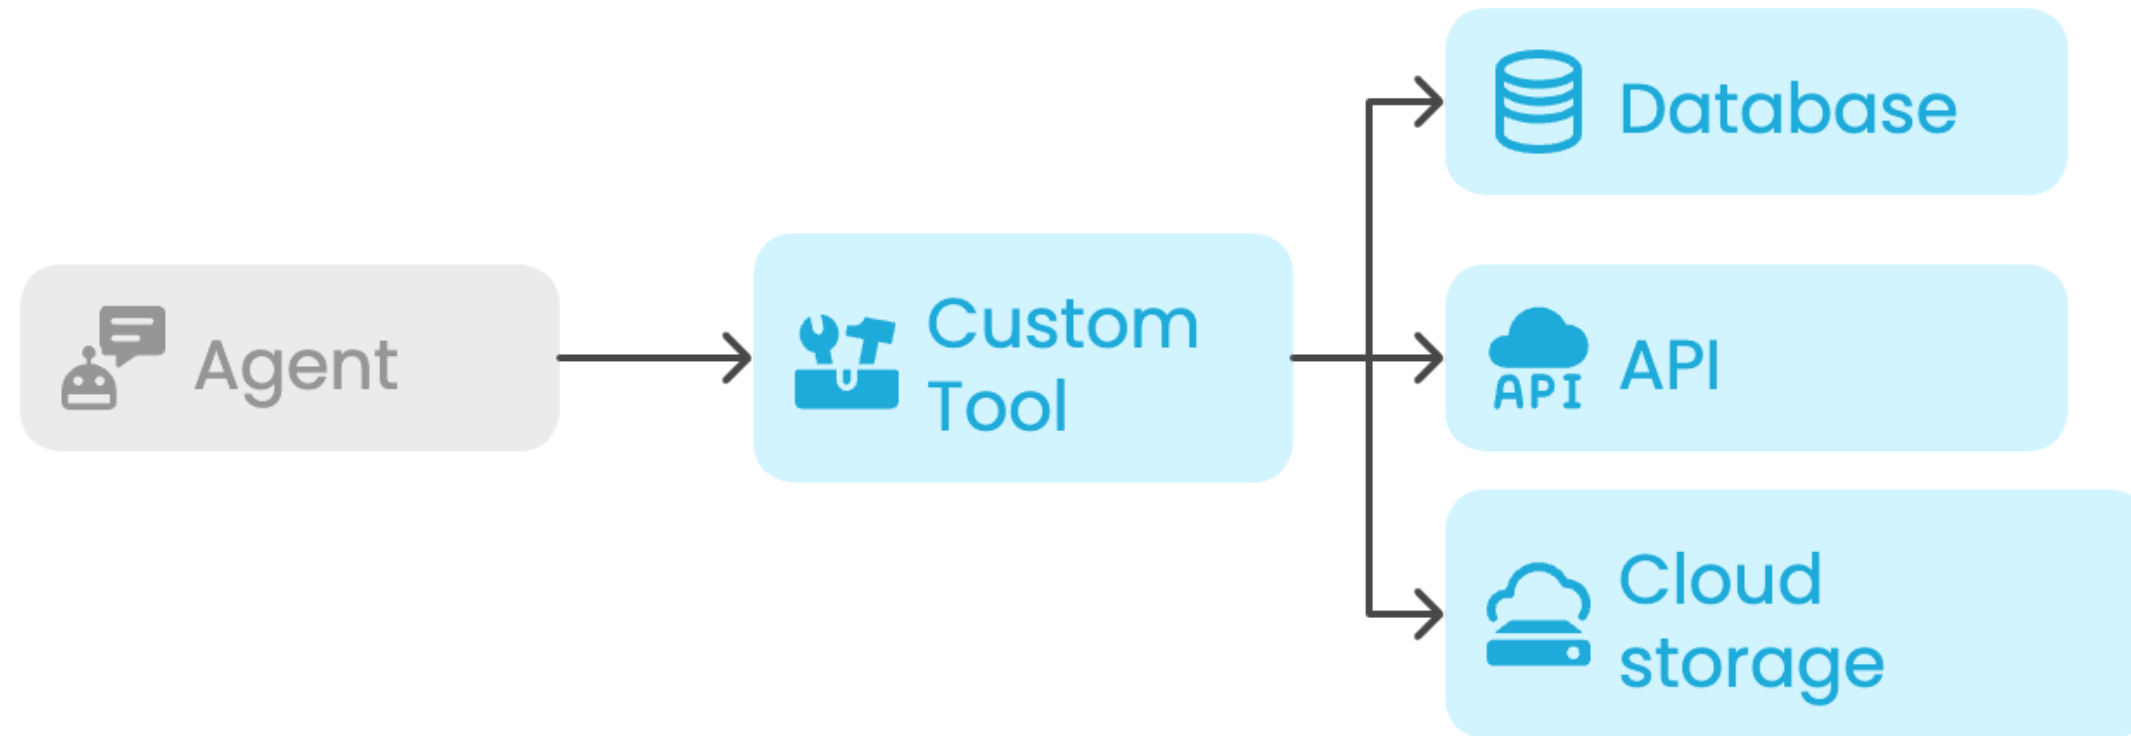 Agent
Custom
Tool
Database
API
API
Cloud
storage